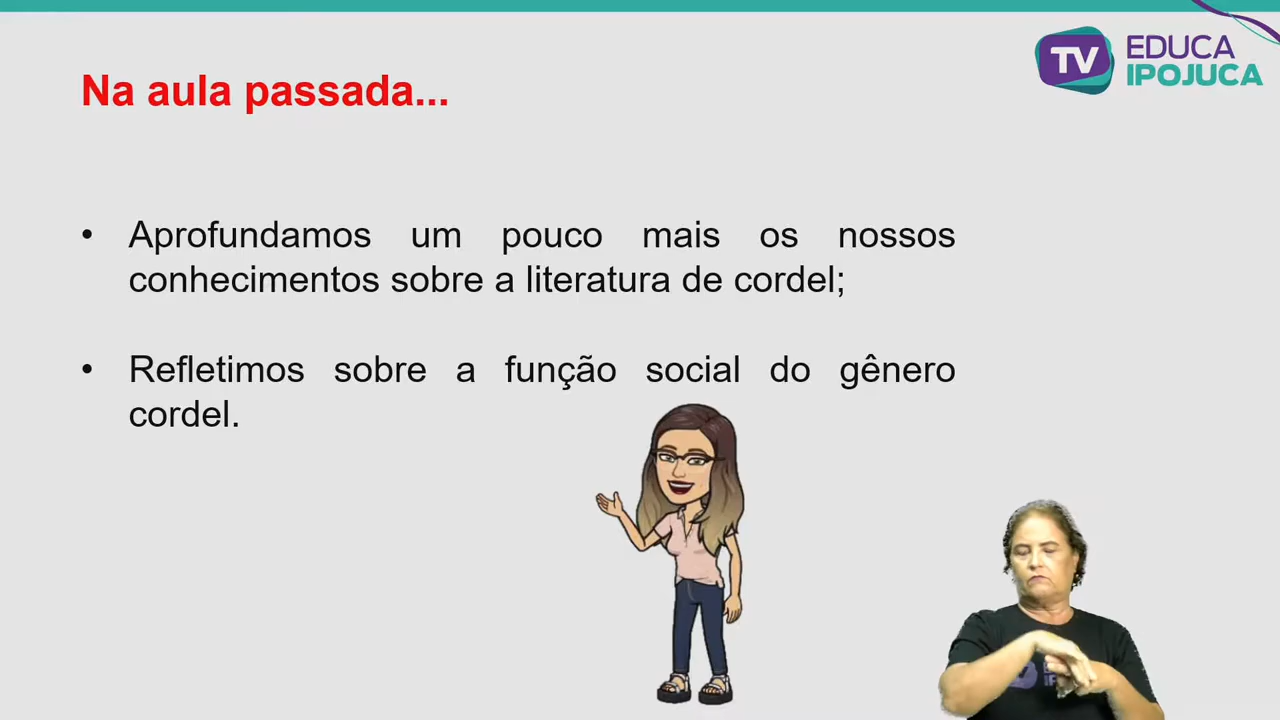 TV EDUCA
IPOJUCA
Na aula passada...
• Aprofundamos um pouco mais os nossos
conhecimentos sobre a literatura de cordel;
• Refletimos sobre a função social do gênero
cordel.